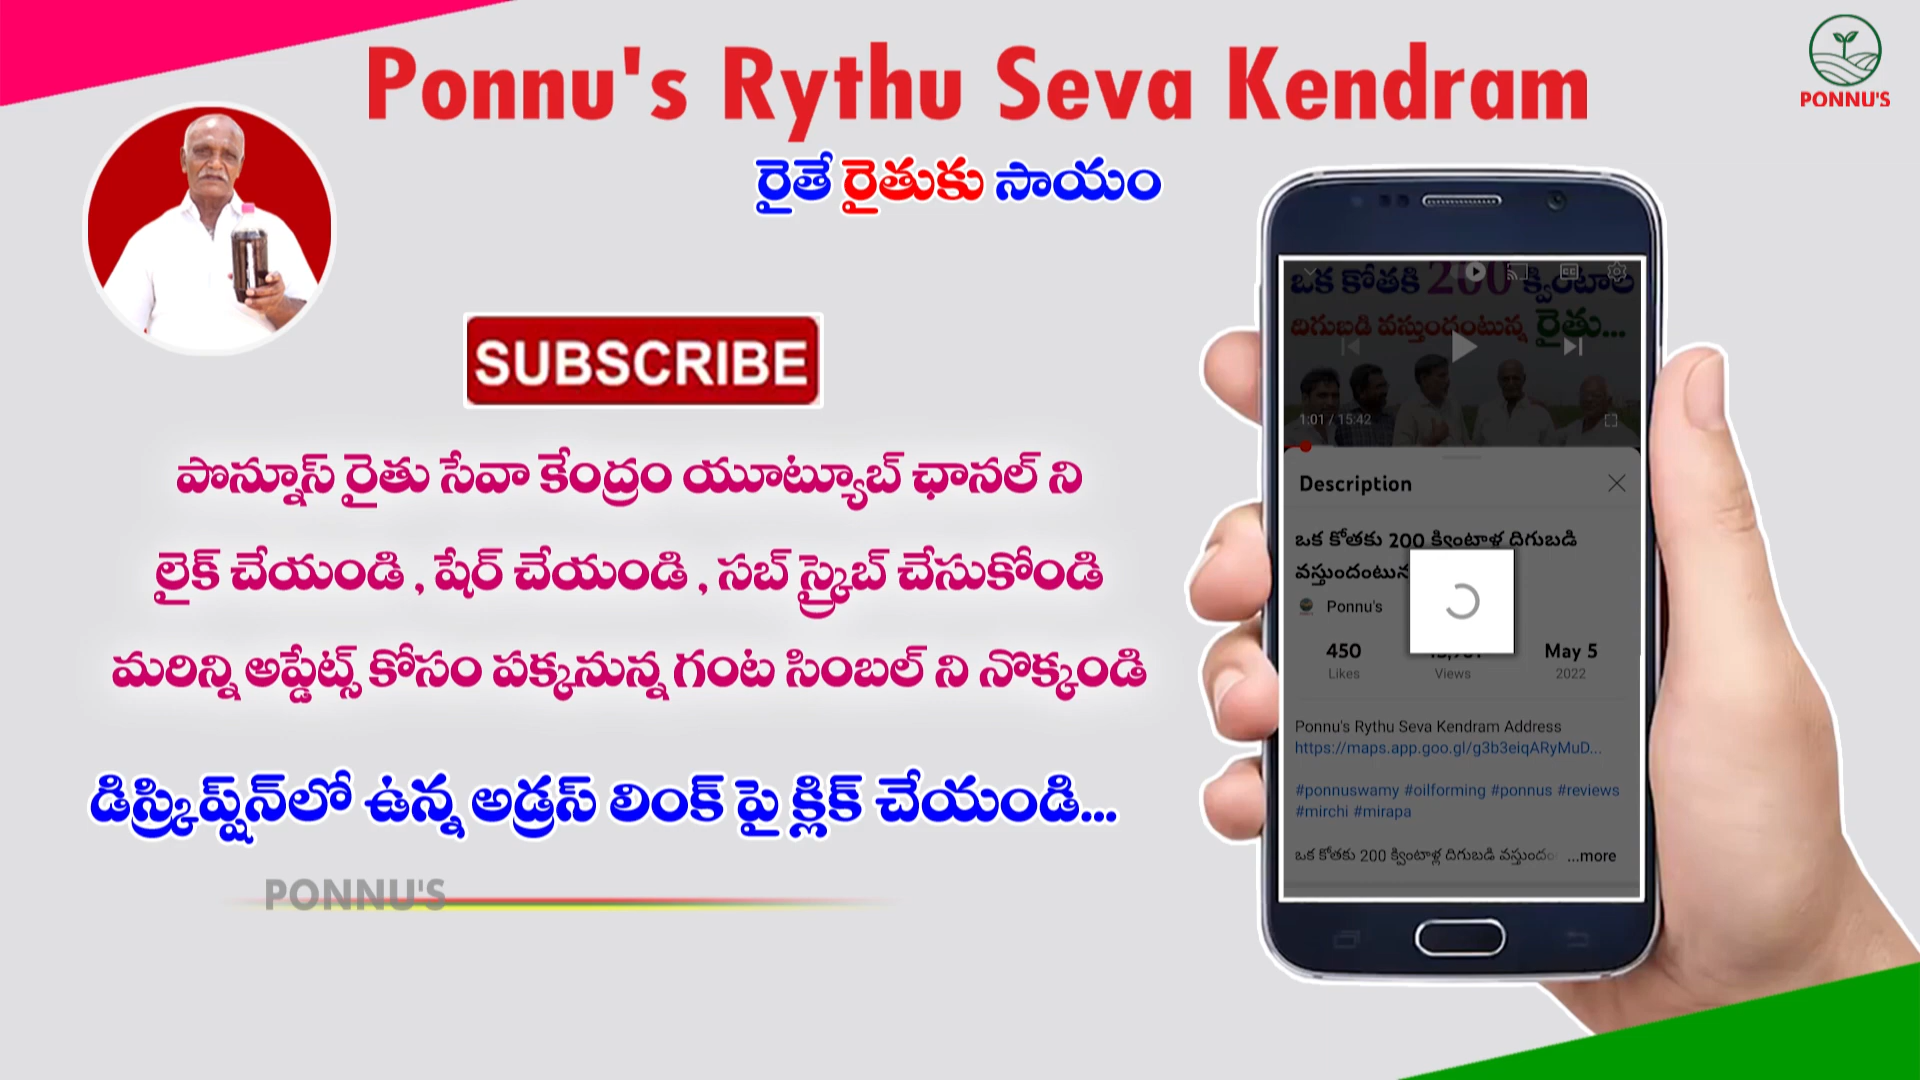 Ponnu's Rythu Seva Kendram
PONNU'S
రైతే రైతుకు సాయం
SUBSCRIBE
పొన్నూస్ రైతు సేవా కేంద్రం యూట్యూబ్ ఛానల్ ని
లైక్ చేయండి , షేర్ చేయండి , సబ్ స్క్రైబ్ చేసుకోండి
మరిన్ని అప్డేట్స్ కోసం పక్కనున్న గంట సింబల్ ని నొక్కండి
డిస్క్రిప్షన్‌లో ఉన్న అడ్రస్ లింక్ పై క్లిక్ చేయండి...
PONNU'S
ఒక కోతకి 200 క్వింటాల
దిగుబడి వస్తుందంటున్న రైతు...
1:01 / 15:42
Description
ఒక కోతకు 200 క్వింటాళ్ల దిగుబడి
Ponnu's
450 May 5
Likes Views 2022
Ponnu's Rythu Seva Kendram Address
https://maps.app.goo.gl/g3b3eiqARyMuD...
#ponnuswamy #oilforming #ponnus #reviews
#mirchi #mirapa
ఒక కోతకు 200 క్వింటాళ్ల దిగుబడి ...more